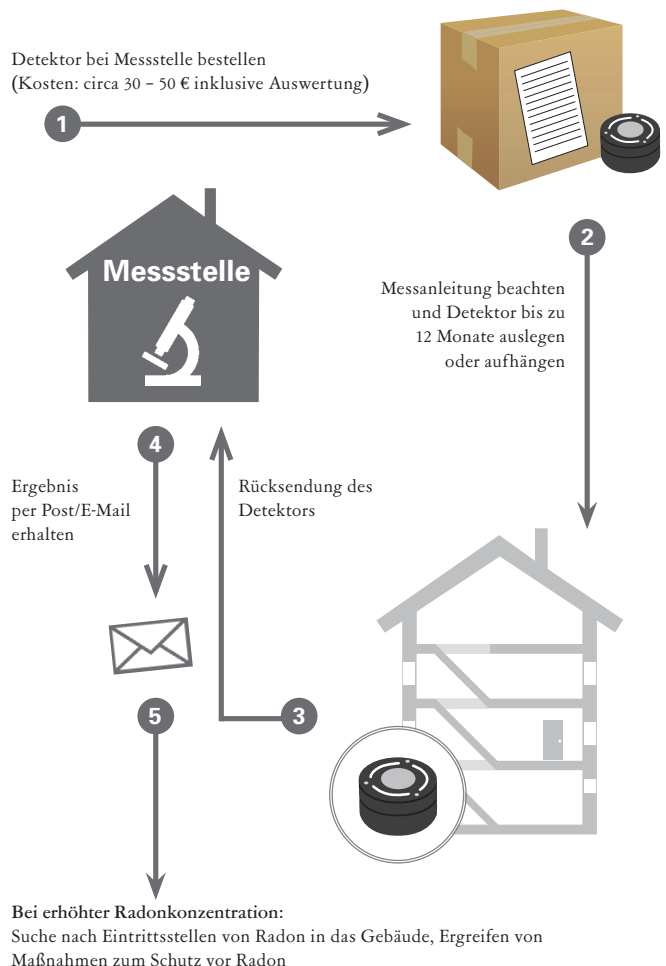 Detektor bei Messstelle bestellen
(Kosten: circa 30 – 50 € inklusive Auswertung)
1
2
Messanleitung beachten
und Detektor bis zu
12 Monate auslegen
oder aufhängen
Messstelle
3
Rücksendung des
Detektors
4
Ergebnis
per Post/E-Mail
erhalten
5
Bei erhöhter Radonkonzentration:
Suche nach Eintrittsstellen von Radon in das Gebäude, Ergreifen von
Maßnahmen zum Schutz vor Radon